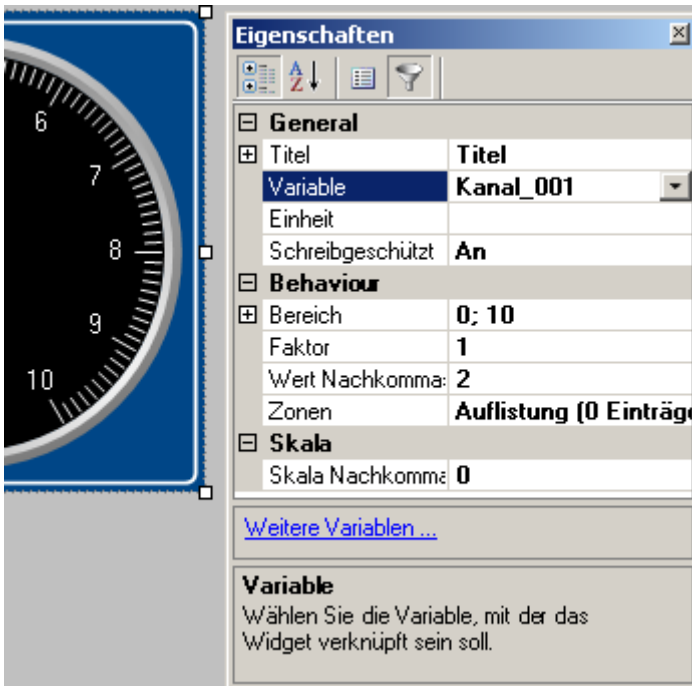 6
7
8
9
10
Eigenschaften
General
Titel Titel
Variable Kanal_001
Einheit
Schreibgeschützt An
Behaviour
Bereich 0; 10
Faktor 1
Wert Nachkomma 2
Zonen Auflistung (0 Einträge
Skala
Skala Nachkomma 0
Weitere Variablen ...
Variable
Wählen Sie die Variable, mit der das
Widget verknüpft sein soll.